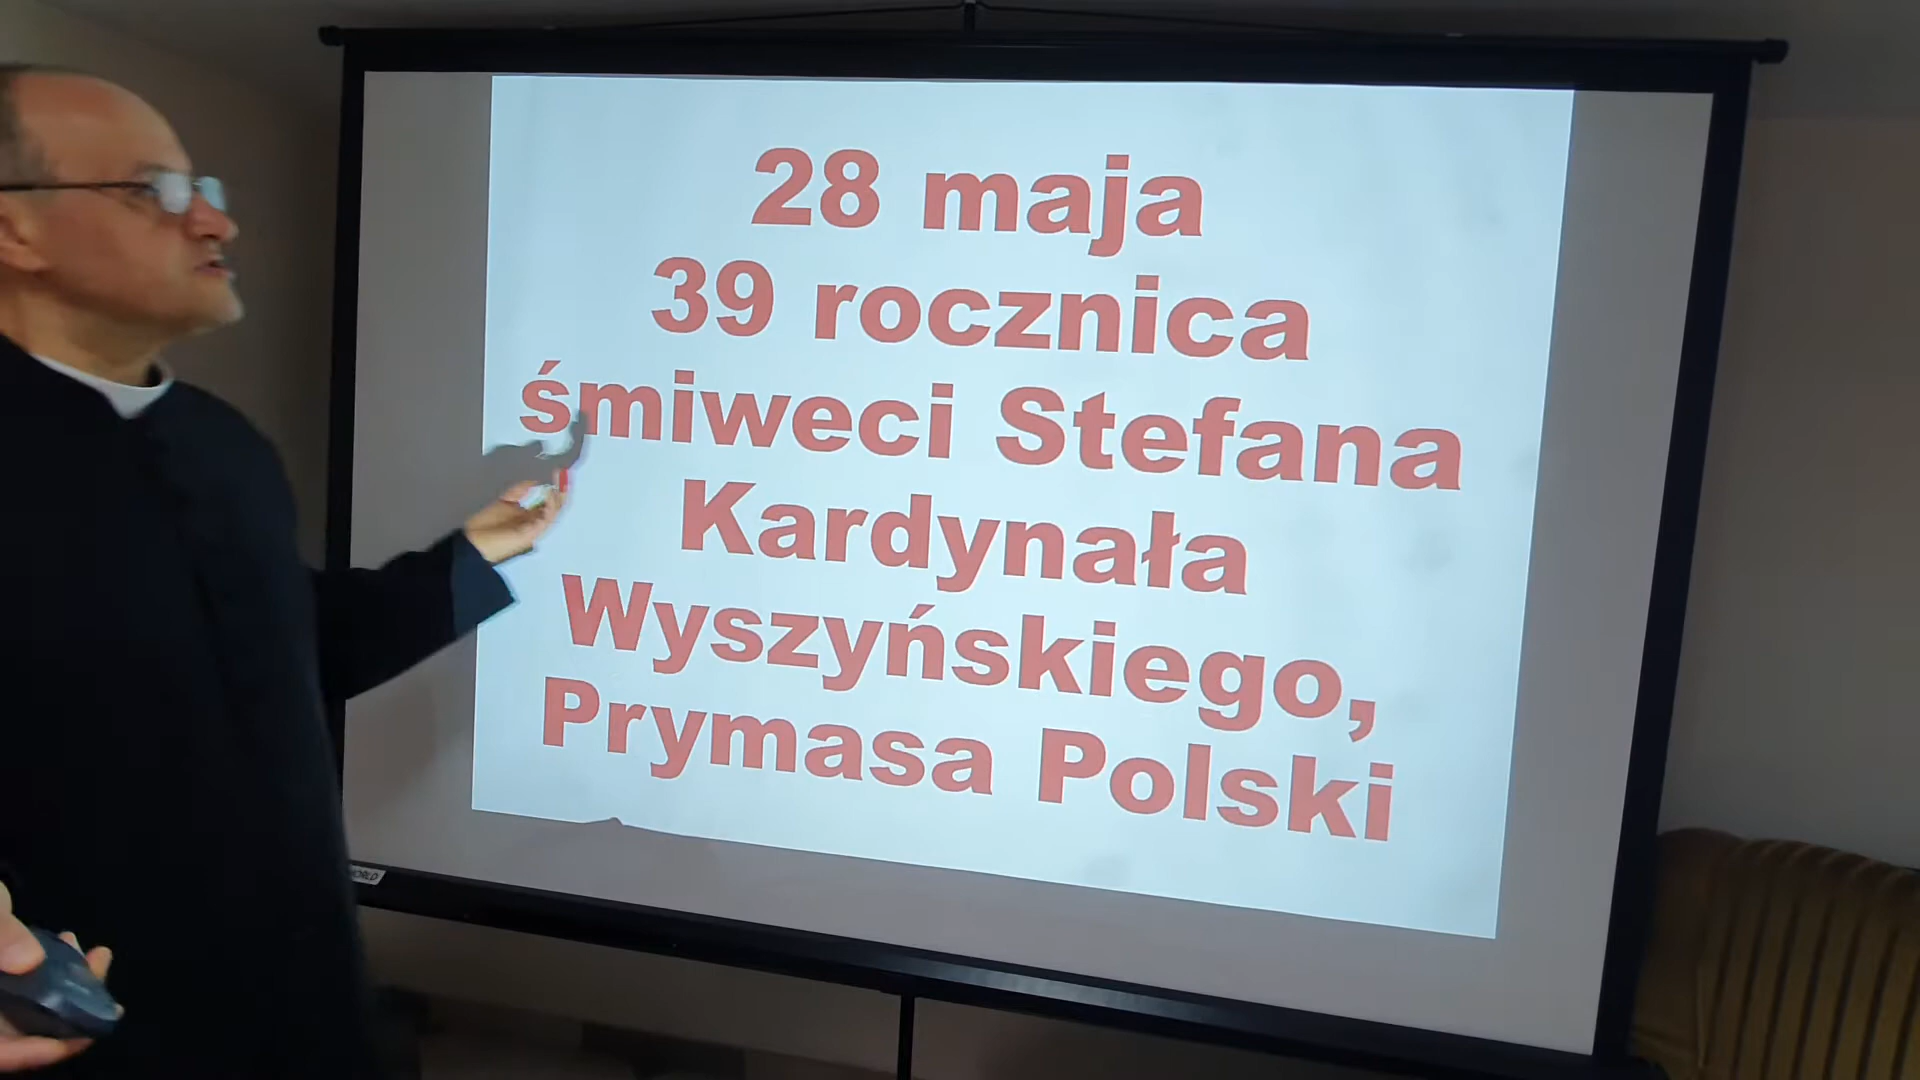 28 maja
39 rocznica
śmiweci Stefana
Kardynała
Wyszyńskiego,
Prymasa Polski